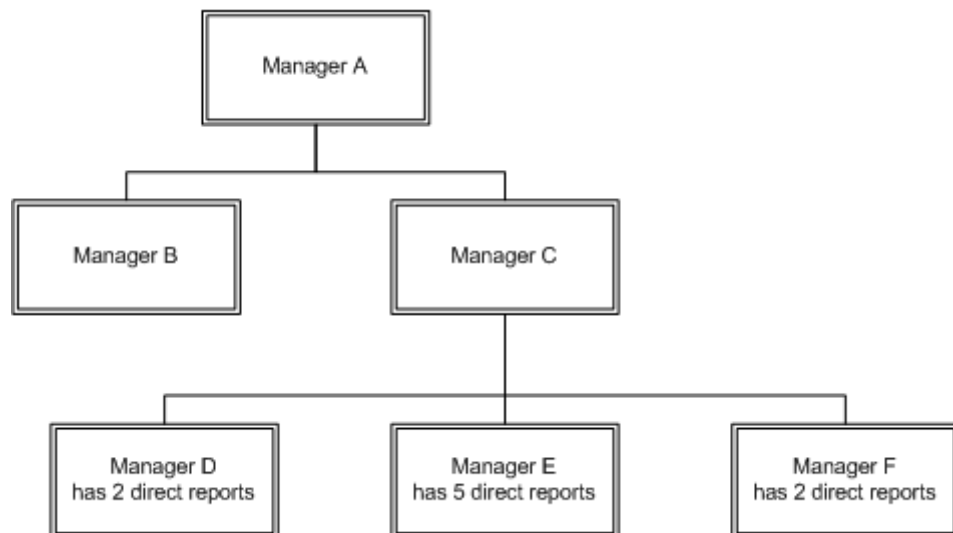 Manager A
Manager B
Manager C
Manager D
has 2 direct reports
Manager E
has 5 direct reports
Manager F
has 2 direct reports